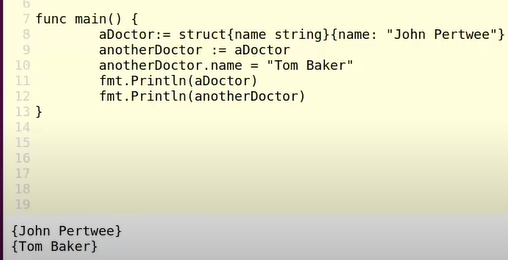 6
7 func main() {
8 aDoctor:= struct{name string}{name: "John Pertwee"}
9 anotherDoctor := aDoctor
10 anotherDoctor.name = "Tom Baker"
11 fmt.Println(aDoctor)
12 fmt.Println(anotherDoctor)
13 }
14
15
16
17
18
19
{John Pertwee}
{Tom Baker}